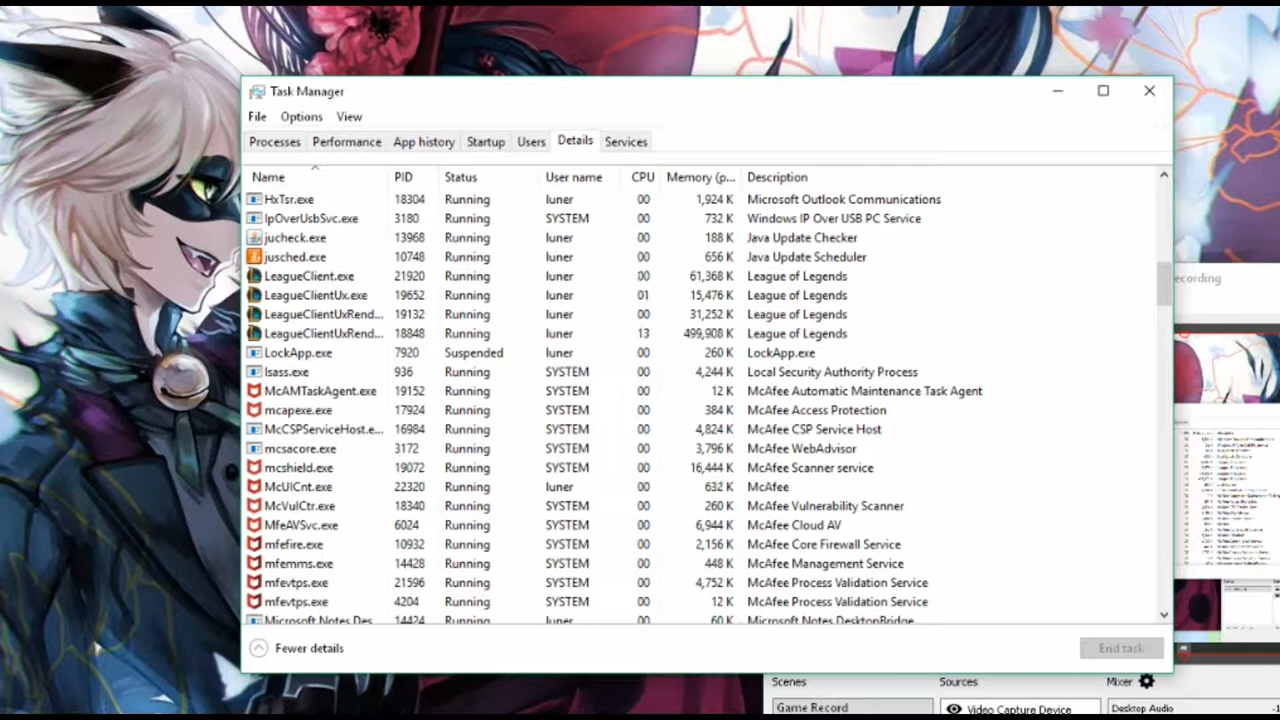 Task Manager
File Options View
Processes Performance App history Startup Users Details Services
Name PID Status User name CPU Memory (p... Description
HxTsr.exe 18304 Running luner 00 1,924 K Microsoft Outlook Communications
IpOverUsbSvc.exe 3180 Running SYSTEM 00 732 K Windows IP Over USB PC Service
jucheck.exe 13968 Running luner 00 188 K Java Update Checker
jusched.exe 10748 Running luner 00 656 K Java Update Scheduler
LeagueClient.exe 21920 Running luner 00 61,368 K League of Legends
ecording
LeagueClientUx.exe 19652 Running luner 01 15,476 K League of Legends
LeagueClientUxRend... 19132 Running luner 00 31,252 K League of Legends
LeagueClientUxRend... 18848 Running luner 13 499,908 K League of Legends
LockApp.exe 7920 Suspended luner 00 260 K LockApp.exe
lsass.exe 936 Running SYSTEM 00 4,244 K Local Security Authority Process
McAMTaskAgent.exe 19152 Running SYSTEM 00 12 K McAfee Automatic Maintenance Task Agent
mcapexe.exe 17924 Running SYSTEM 00 384 K McAfee Access Protection
McCSPServiceHost.e... 16984 Running SYSTEM 00 4,824 K McAfee CSP Service Host
mcsacore.exe 3172 Running SYSTEM 00 3,796 K McAfee WebAdvisor
mcshield.exe 19072 Running SYSTEM 00 16,444 K McAfee Scanner service
McUICnt.exe 22320 Running luner 00 632 K McAfee
McVulCtr.exe 18340 Running SYSTEM 00 260 K McAfee Vulnerability Scanner
MfeAVSvc.exe 6024 Running SYSTEM 00 6,944 K McAfee Cloud AV
mfefire.exe 10932 Running SYSTEM 00 2,156 K McAfee Core Firewall Service
mfemms.exe 14428 Running SYSTEM 00 448 K McAfee Management Service
mfevtps.exe 21596 Running SYSTEM 00 4,752 K McAfee Process Validation Service
mfevtps.exe 4204 Running SYSTEM 00 12 K McAfee Process Validation Service
Microsoft Notes Des... 14424 Running luner 00 60 K Microsoft Notes DesktopBridge
Fewer details End task
Scenes Sources Mixer
Game Record Video Capture Device Desktop Audio